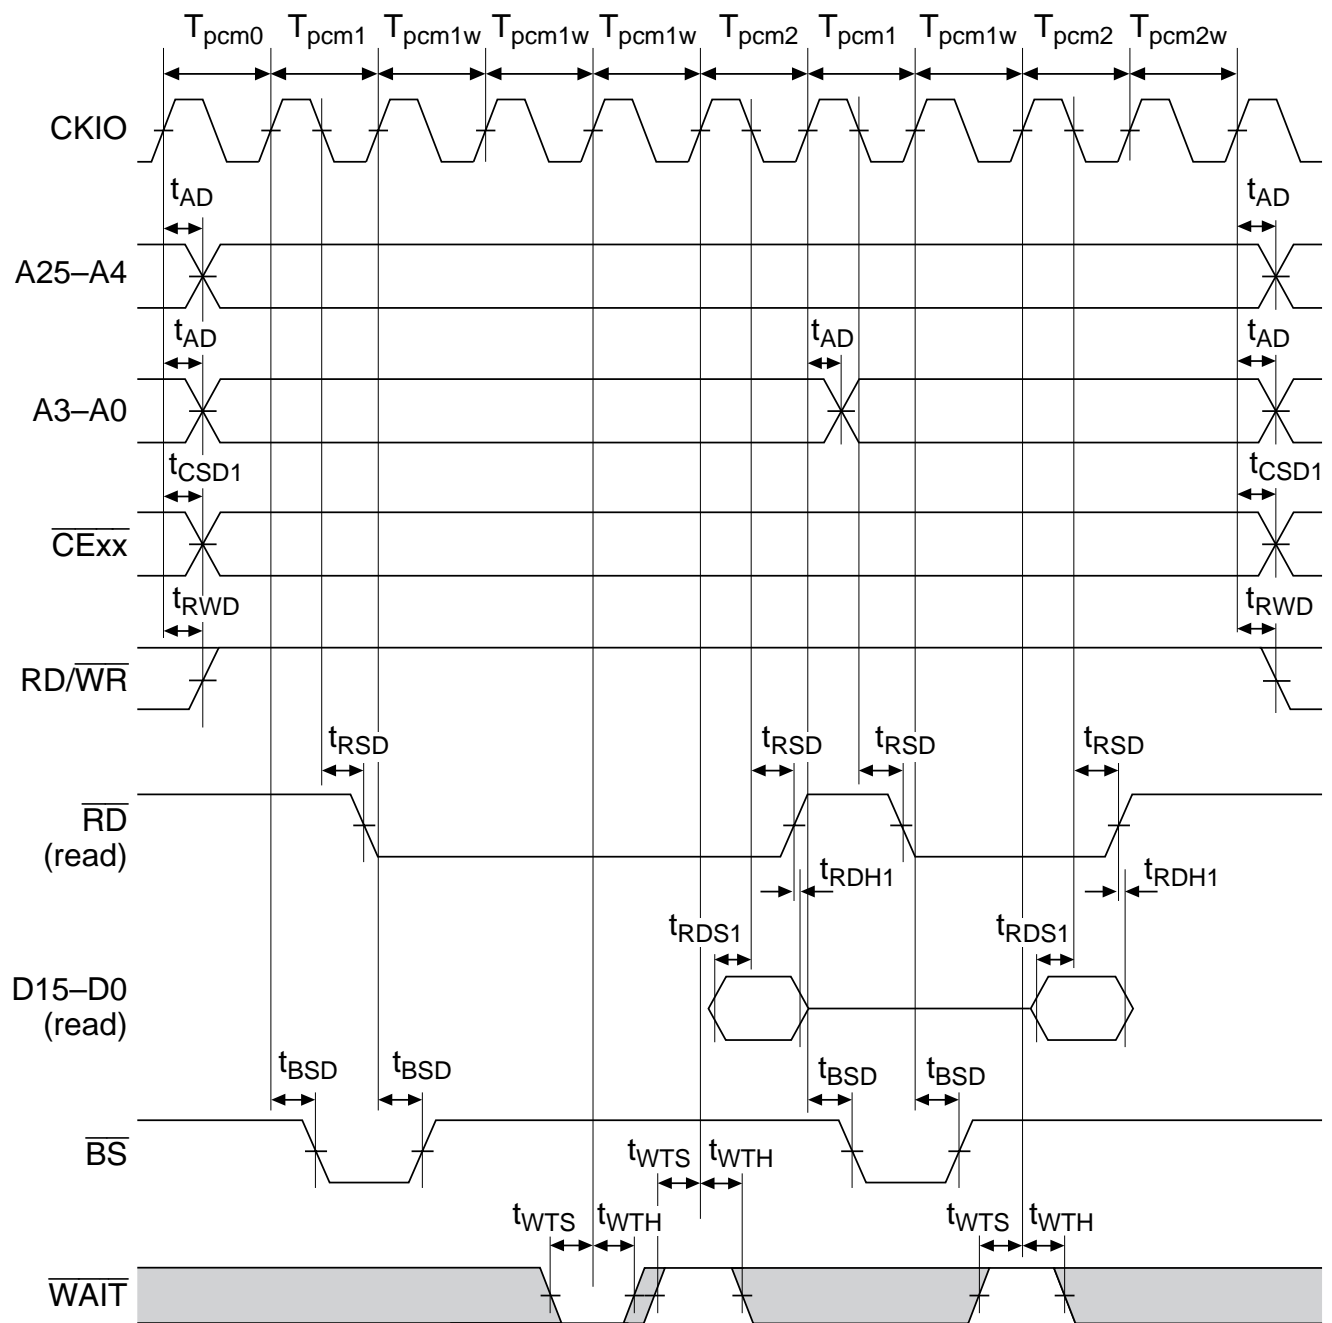 Tpcm0 Tpcm1 Tpcm1w Tpcm1w Tpcm1w Tpcm2 Tpcm1 Tpcm1w Tpcm2 Tpcm2w
CKIO
tAD tAD
A25–A4
tAD tAD tAD
A3–A0
tCSD1 tCSD1
CExx
tRWD tRWD
RD/WR
tRSD tRSD tRSD tRSD
RD
(read)
tRDH1 tRDH1
tRDS1 tRDS1
D15–D0
(read)
tBSD tBSD tBSD tBSD
BS
tWTS tWTH
tWTS tWTH tWTS tWTH
WAIT